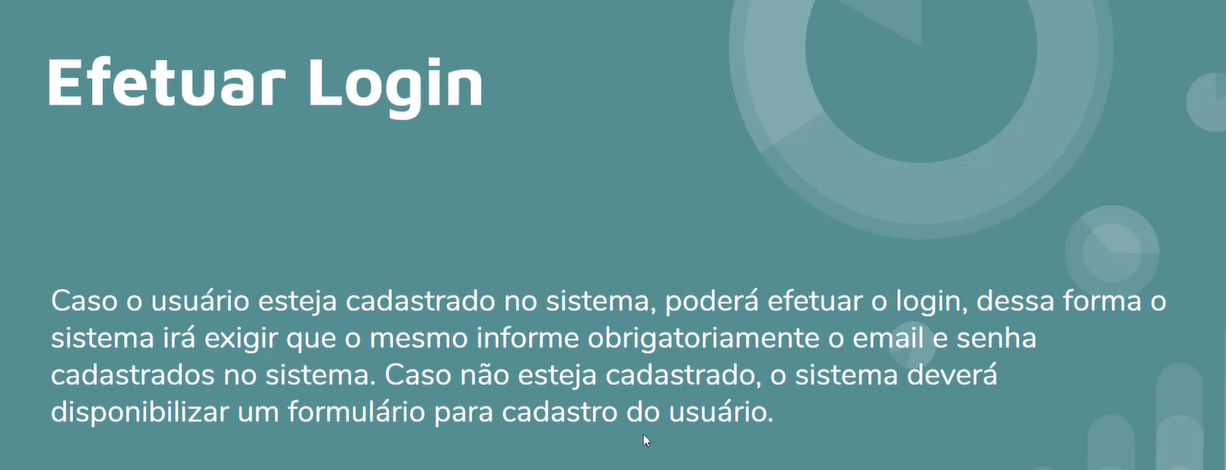 Efetuar Login
Caso o usuário esteja cadastrado no sistema, poderá efetuar o login, dessa forma o
sistema irá exigir que o mesmo informe obrigatoriamente o email e senha
cadastrados no sistema. Caso não esteja cadastrado, o sistema deverá
disponibilizar um formulário para cadastro do usuário.